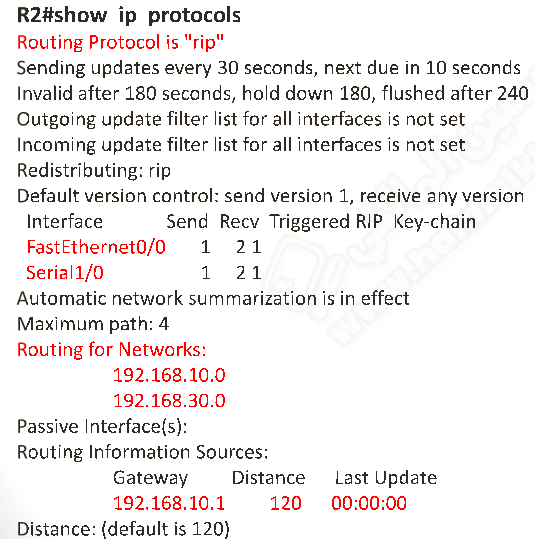 R2#show ip protocols
Routing Protocol is "rip"
Sending updates every 30 seconds, next due in 10 seconds
Invalid after 180 seconds, hold down 180, flushed after 240
Outgoing update filter list for all interfaces is not set
Incoming update filter list for all interfaces is not set
Redistributing: rip
Default version control: send version 1, receive any version
Interface Send Recv Triggered RIP Key-chain
FastEthernet0/0 1 2 1
Serial1/0 1 2 1
Automatic network summarization is in effect
Maximum path: 4
Routing for Networks:
192.168.10.0
192.168.30.0
Passive Interface(s):
Routing Information Sources:
Gateway Distance Last Update
192.168.10.1 120 00:00:00
Distance: (default is 120)